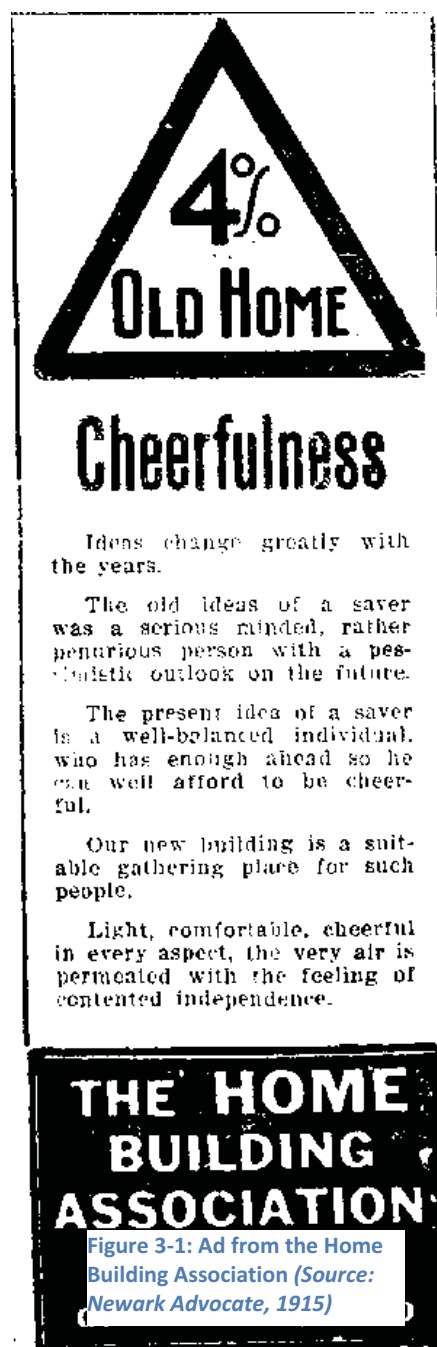 4%
OLD HOME
Cheerfulness
Ideas change greatly with
the years.
The old ideas of a saver
was a serious minded, rather
penurious person with a pes-
simistic outlook on the future.
The present idea of a saver
is a well-balanced individual,
who has enough ahead so he
can well afford to be cheer-
ful.
Our new building is a suit-
able gathering place for such
people.
Light, comfortable, cheerful
in every aspect, the very air is
permeated with the feeling of
contented independence.
THE HOME
BUILDING
ASSOCIATION
Figure 3-1: Ad from the Home
Building Association (Source:
Newark Advocate, 1915)